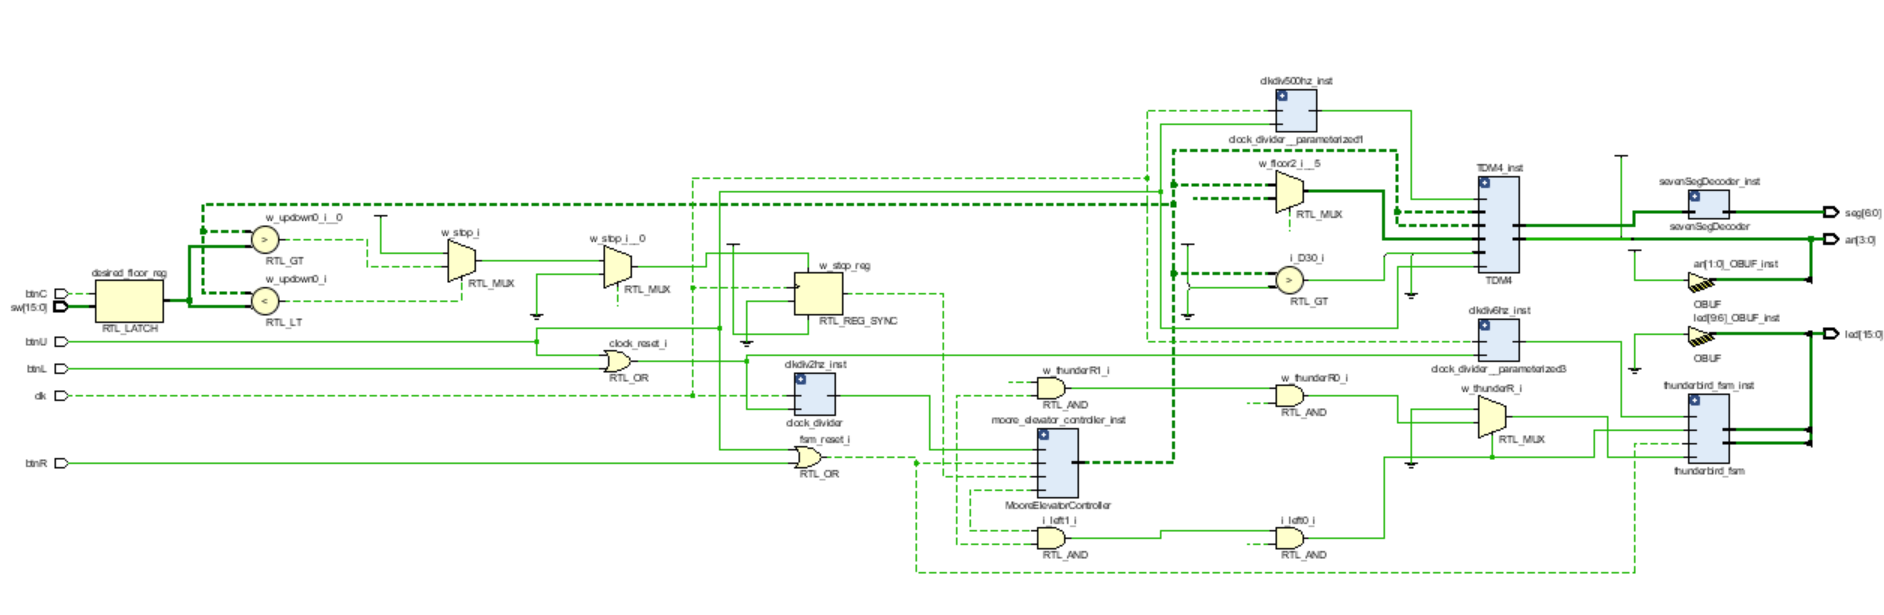 clkdiv500hz_inst
clock_divider__parameterized1
w_floor2_i__5
RTL_MUX
TDM4_inst
TDM4
sevenSegDecoder_inst
sevenSegDecoder
seg[6:0]
an[3:0]
w_updown0_i__0
RTL_GT
w_updown0_i
RTL_LT
w_stop_i
RTL_MUX
w_stop_i__0
RTL_MUX
w_stop_reg
RTL_REG_SYNC
i_D30_i
RTL_GT
an[1:0]_OBUF_inst
OBUF
desired_floor_reg
RTL_LATCH
btnC
sw[15:0]
btnU
btnL
clk
btnR
clock_reset_i
RTL_OR
clkdiv2hz_inst
clock_divider
fsm_reset_i
RTL_OR
clkdiv6hz_inst
clock_divider__parameterized3
led[9:6]_OBUF_inst
OBUF
led[15:0]
w_thunderR1_i
RTL_AND
w_thunderR0_i
RTL_AND
w_thunderR_i
RTL_MUX
thunderbird_fsm_inst
thunderbird_fsm
moore_elevator_controller_inst
MooreElevatorController
i_left1_i
RTL_AND
i_left0_i
RTL_AND